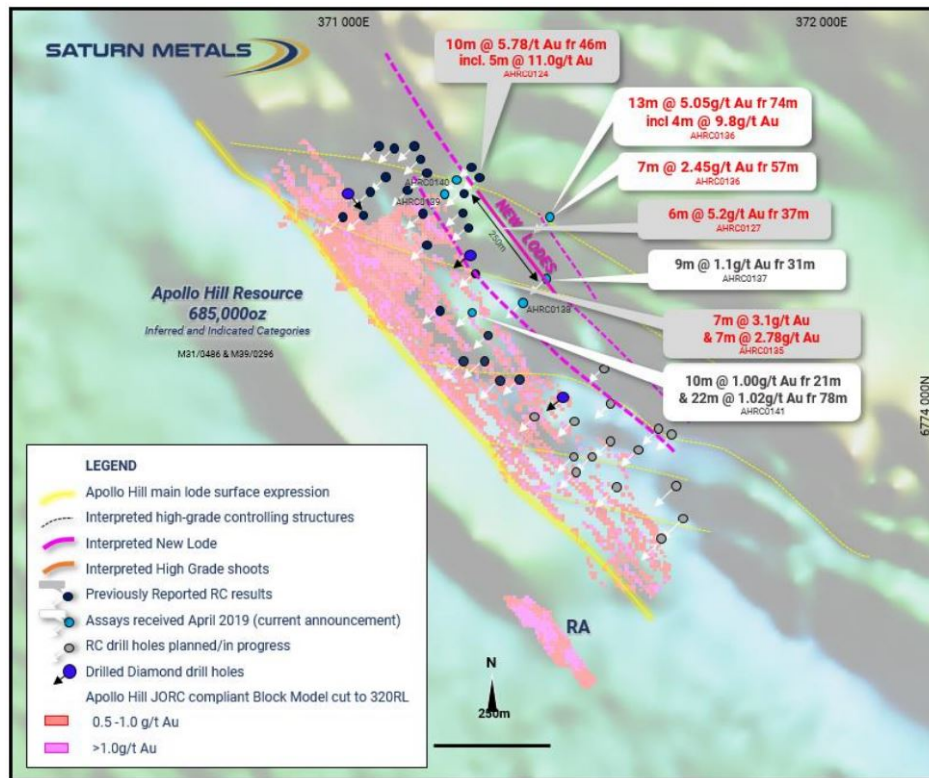 371 000E
372 000E
SATURN METALS
10m @ 5.78/t Au fr 46m
incl. 5m @ 11.0g/t Au
AHRC0124
13m @ 5.05g/t Au fr 74m
incl 4m @ 9.8g/t Au
AHRC0136
7m @ 2.45g/t Au fr 57m
AHRC0136
AHRC0140
AHRC0139
NEW LODES
250m
6m @ 5.2g/t Au fr 37m
AHRC0127
9m @ 1.1g/t Au fr 31m
AHRC0137
AHRC0138
Apollo Hill Resource
685,000oz
Inferred and Indicated Categories
M31/0486 & M39/0296
7m @ 3.1g/t Au
& 7m @ 2.78g/t Au
AHRC0135
10m @ 1.00g/t Au fr 21m
& 22m @ 1.02g/t Au fr 78m
AHRC0141
6774 000N
LEGEND
Apollo Hill main lode surface expression
Interpreted high-grade controlling structures
Interpreted New Lode
Interpreted High Grade shoots
Previously Reported RC results
Assays received April 2019 (current announcement)
RC drill holes planned/in progress
Drilled Diamond drill holes
Apollo Hill JORC compliant Block Model cut to 320RL
0.5 -1.0 g/t Au
>1.0g/t Au
RA
N
250m